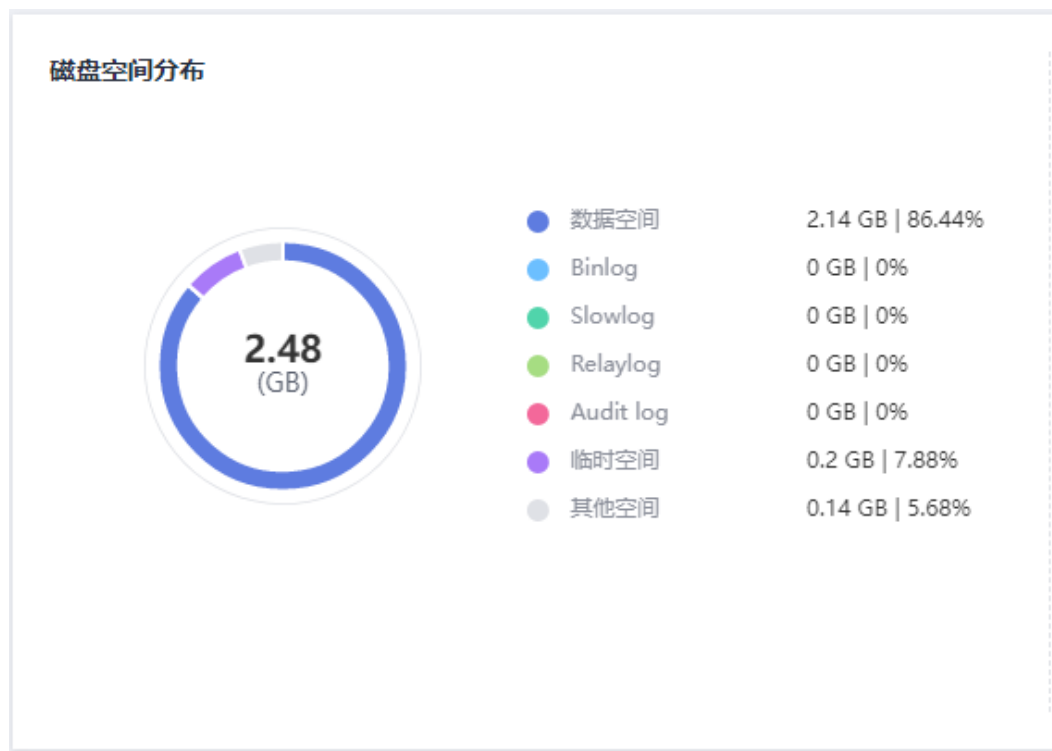 磁盘空间分布
2.48
(GB)
数据空间 2.14 GB | 86.44%
Binlog 0 GB | 0%
Slowlog 0 GB | 0%
Relaylog 0 GB | 0%
Audit log 0 GB | 0%
临时空间 0.2 GB | 7.88%
其他空间 0.14 GB | 5.68%